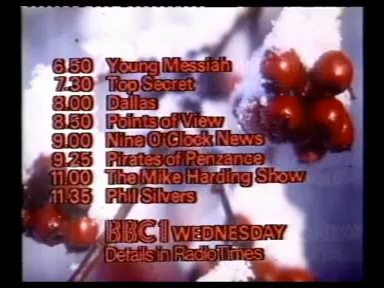 6.50 Young Messiah
7.30 Top Secret
8.00 Dallas
8.50 Points of View
9.00 Nine O'Clock News
9.25 Pirates of Penzance
11.00 The Mike Harding Show
11.35 Phil Silvers
BBC1 WEDNESDAY
Details in RadioTimes